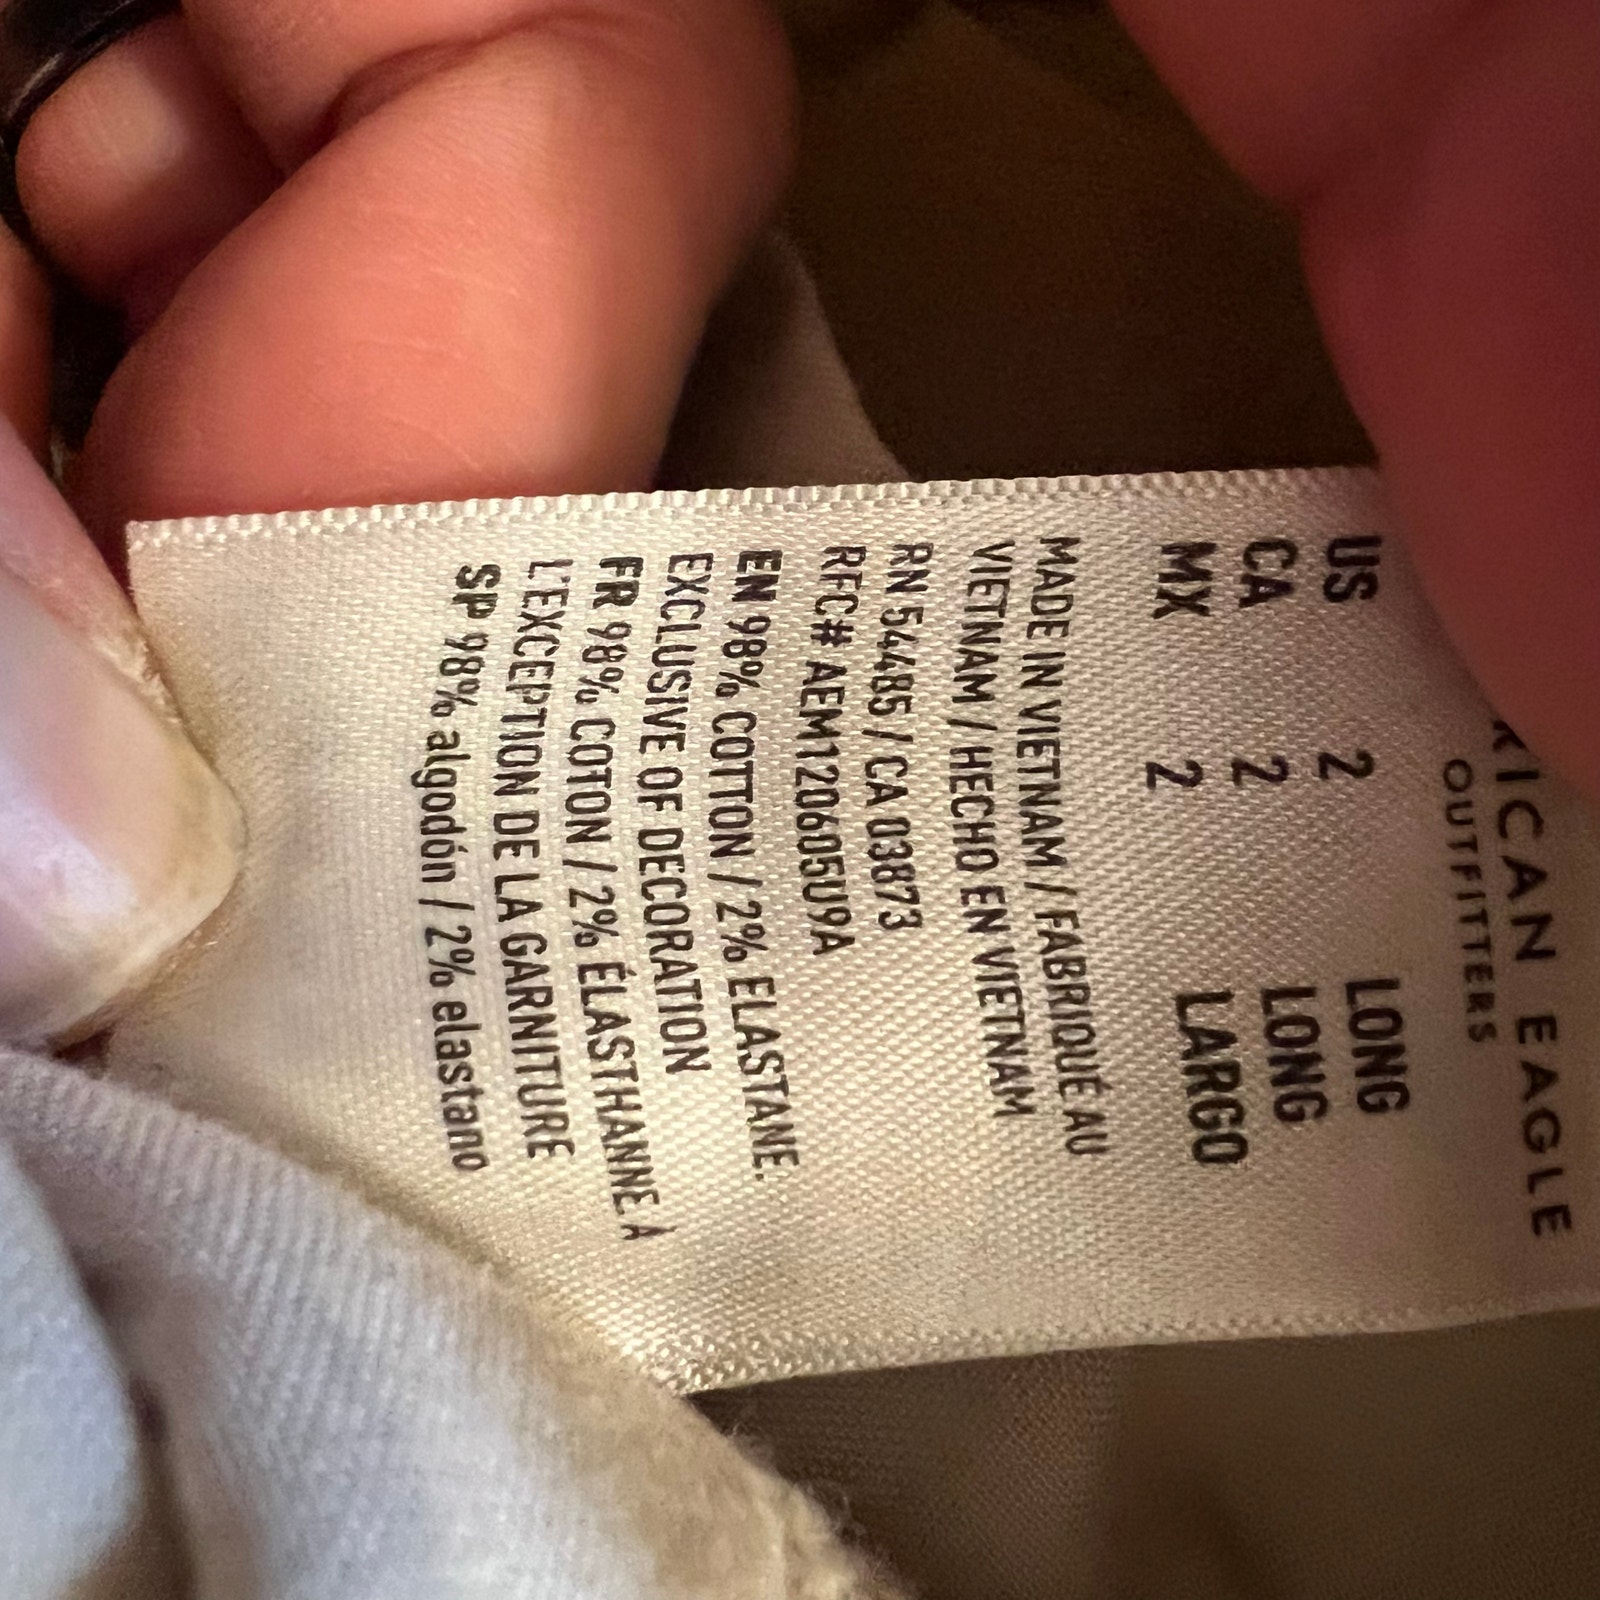 RICAN EAGLE
OUTFITTERS
US 2 LONG
CA 2 LONG
MX 2 LARGO
MADE IN VIETNAM / FABRIQUÉ AU
VIETNAM / HECHO EN VIETNAM
RN 54485 / CA 03873
RFC# AEM120605U9A
EN 98% COTTON / 2% ELASTANE.
EXCLUSIVE OF DECORATION
FR 98% COTON / 2% ÉLASTHANNE À
L'EXCEPTION DE LA GARNITURE
SP 98% algodón / 2% elastano